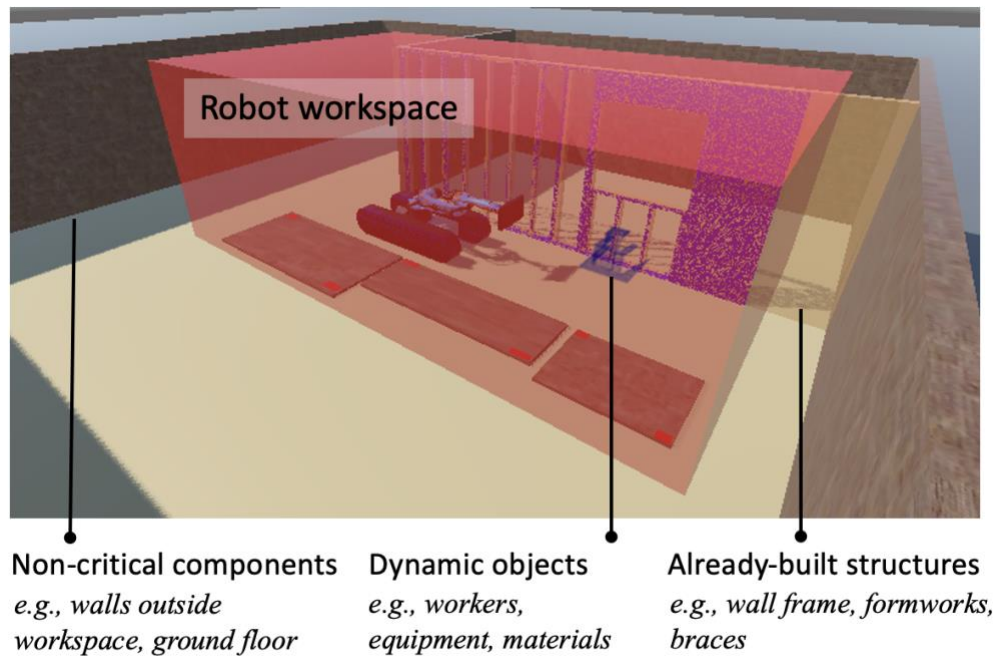 Robot workspace
Non-critical components
e.g., walls outside
workspace, ground floor
Dynamic objects
e.g., workers,
equipment, materials
Already-built structures
e.g., wall frame, formworks,
braces